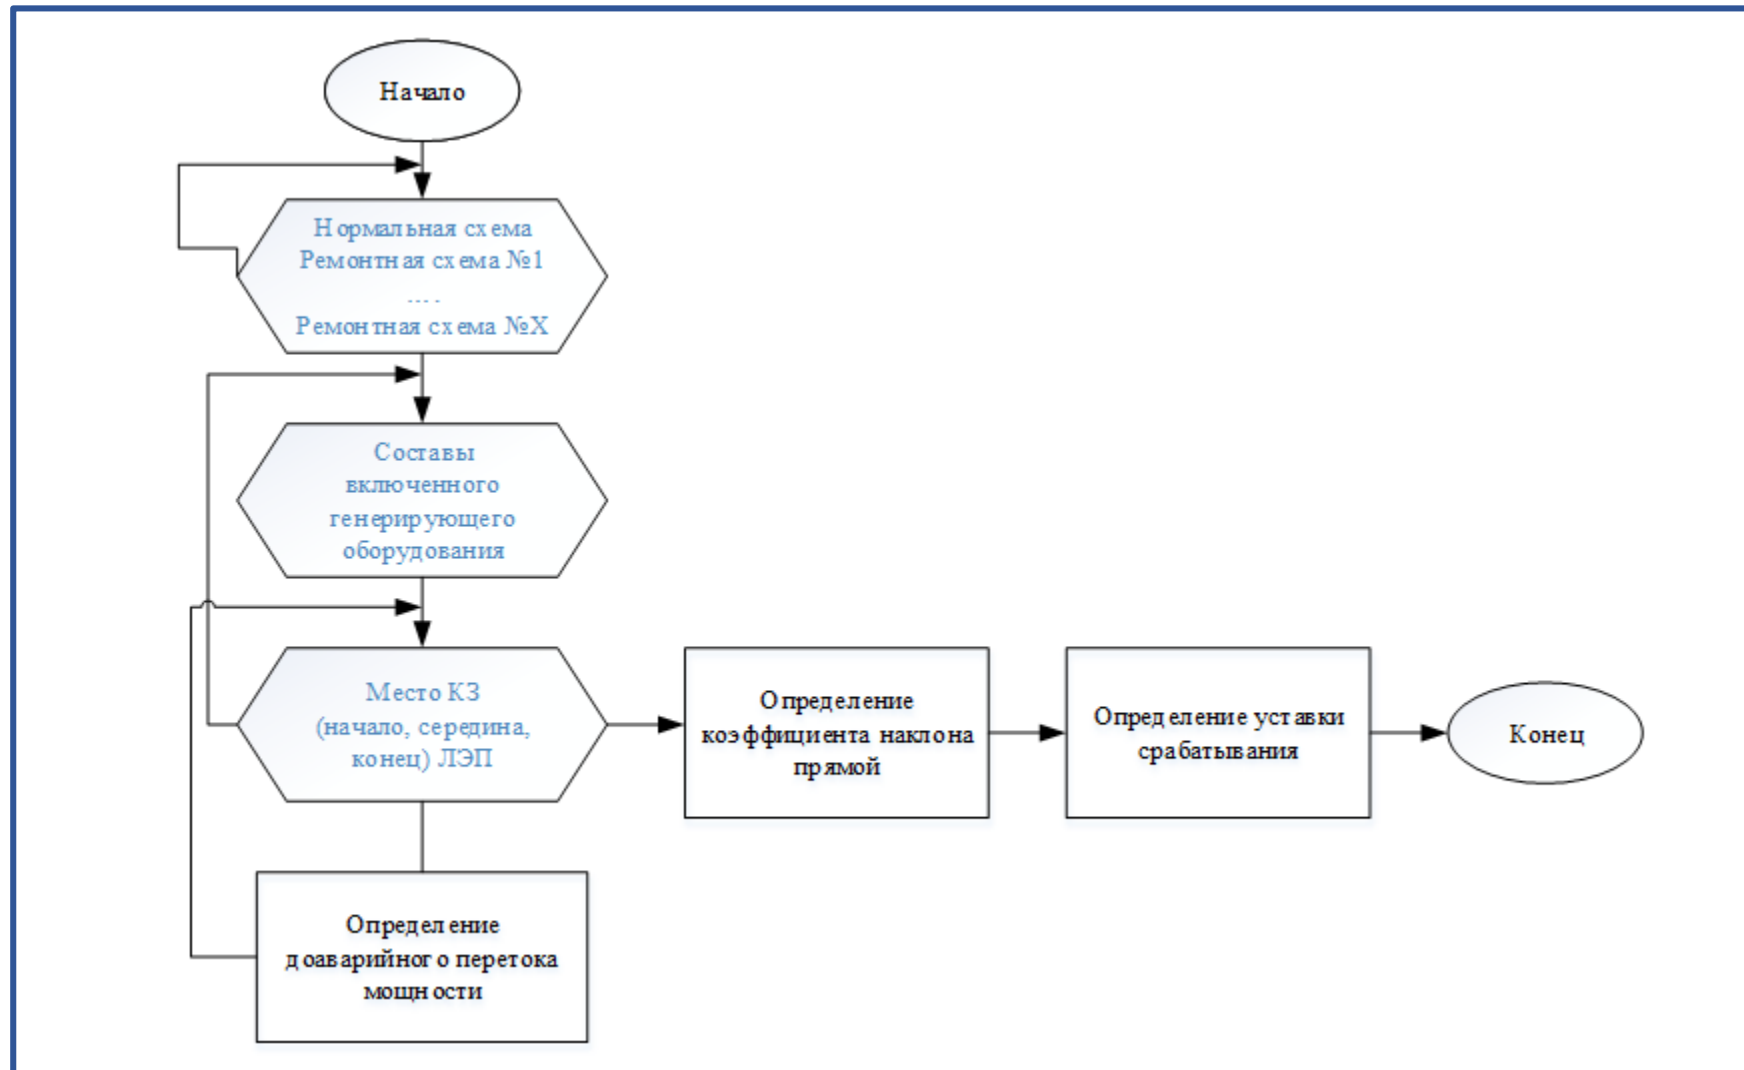 Начало
Нормальная схема
Ремонтная схема №1
....
Ремонтная схема №X
Составы
включенного
генерирующего
оборудования
Место КЗ
(начало, середина,
конец) ЛЭП
Определение
коэффициента наклона
прямой
Определение уставки
срабатывания
Конец
Определение
доаварийного перетока
мощности